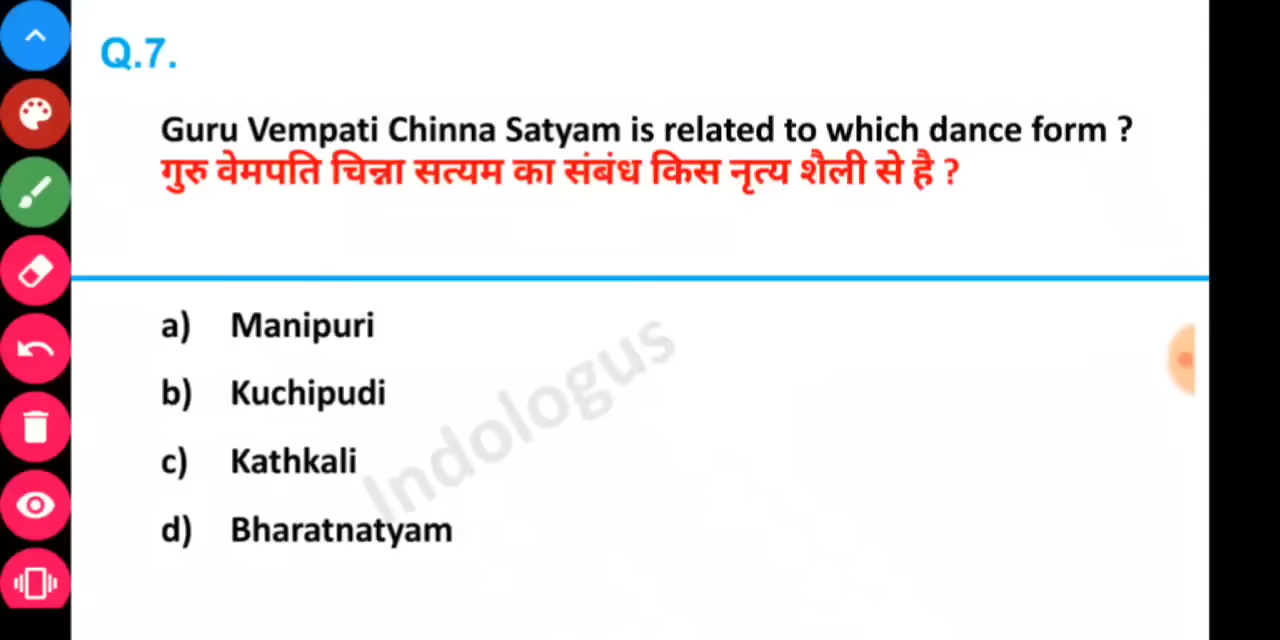 Q.7.
Guru Vempati Chinna Satyam is related to which dance form ?
गुरु वेमपति चिन्ना सत्यम का संबंध किस नृत्य शैली से है ?
a) Manipuri
b) Kuchipudi
c) Kathkali
d) Bharatnatyam
Indologus